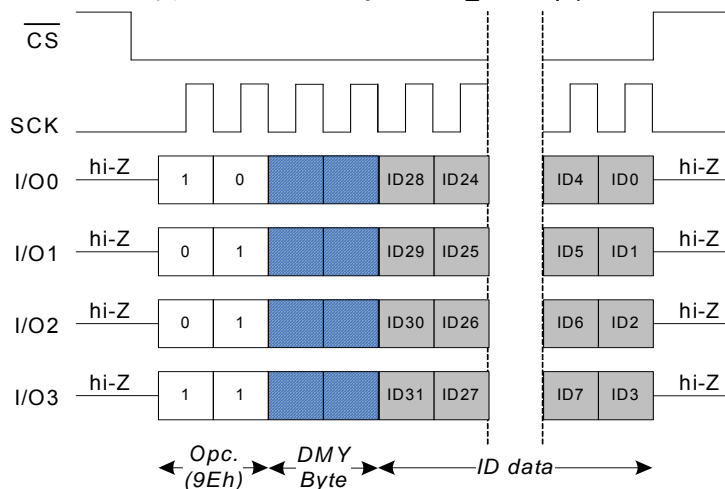 CS
SCK
I/O0 hi-Z 1 0 ID28 ID24 ID4 ID0 hi-Z
I/O1 hi-Z 0 1 ID29 ID25 ID5 ID1 hi-Z
I/O2 hi-Z 0 1 ID30 ID26 ID6 ID2 hi-Z
I/O3 hi-Z 1 1 ID31 ID27 ID7 ID3 hi-Z
Opc. DMY ID data
(9Eh) Byte